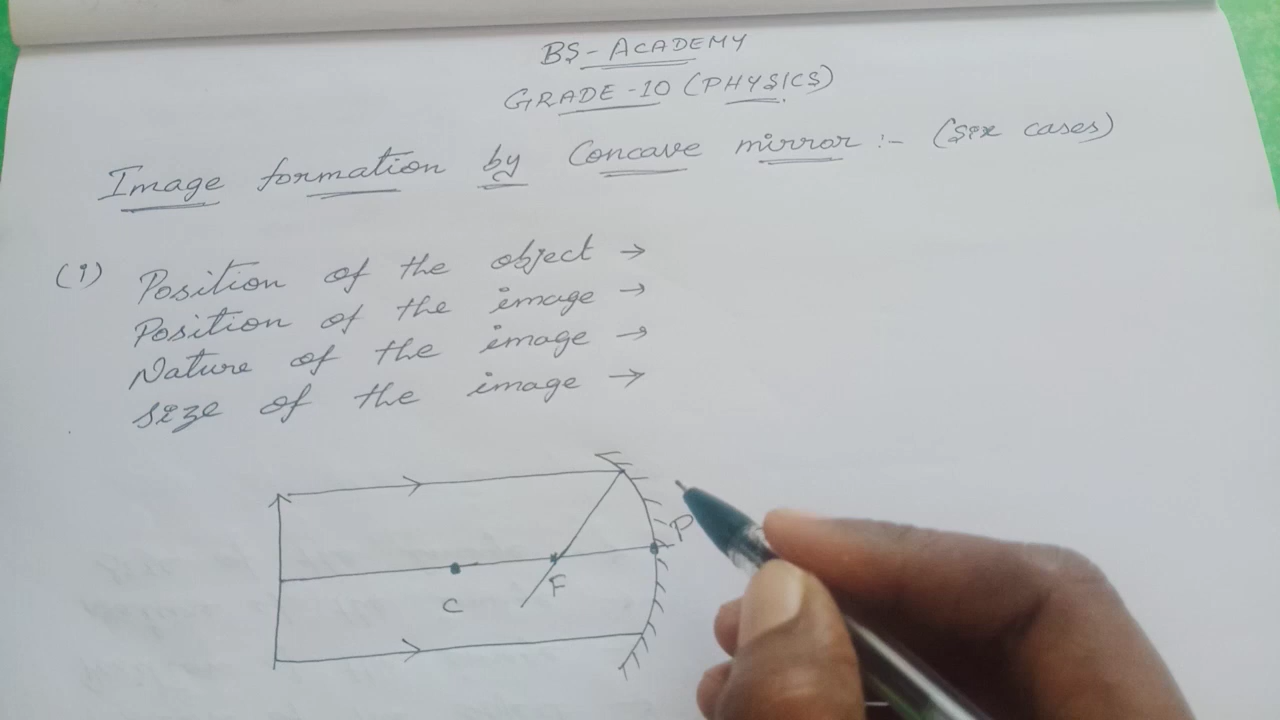 BS-ACADEMY
GRADE-10 (PHYSICS)
Image formation by Concave mirror :- (Six cases)
(i) Position of the object →
Position of the image →
Nature of the image →
Size of the image →
P
F
C